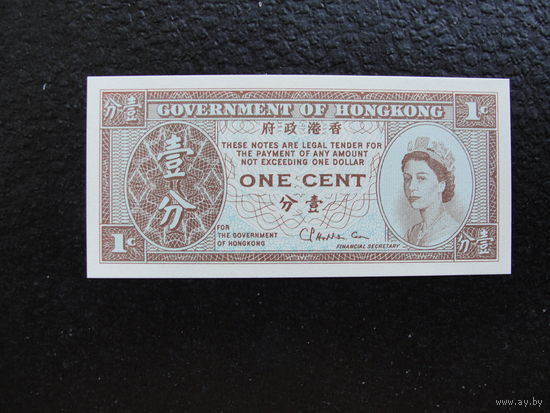 分壹
GOVERNMENT OF HONGKONG
1¢
府政港香
THESE NOTES ARE LEGAL TENDER FOR
THE PAYMENT OF ANY AMOUNT
NOT EXCEEDING ONE DOLLAR
壹
分
ONE CENT
分壹
FOR
THE GOVERNMENT
OF HONGKONG
FINANCIAL SECRETARY
1¢
分壹
www.ay.by